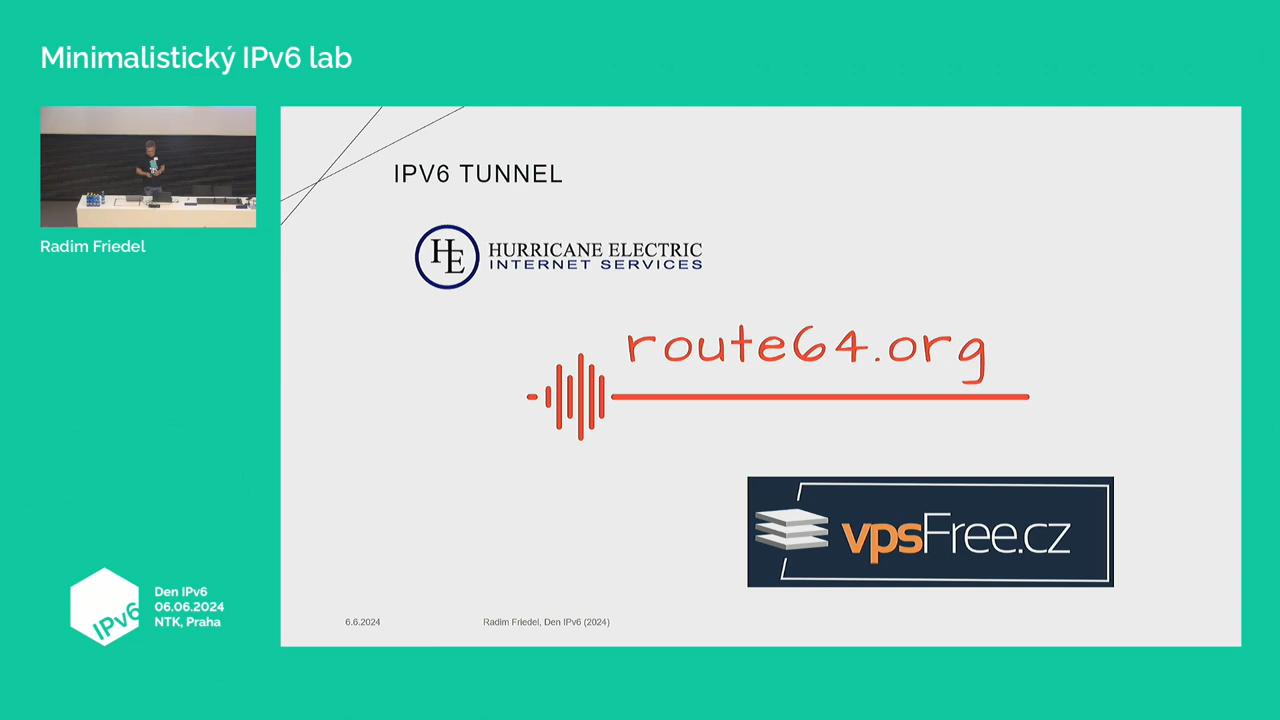 Minimalistický IPv6 lab
Radim Friedel
IPV6 TUNNEL
HE
HURRICANE ELECTRIC
INTERNET SERVICES
route64.org
vpsFree.cz
6.6.2024
Radim Friedel, Den IPv6 (2024)
IPv6
Den IPv6
06.06.2024
NTK, Praha